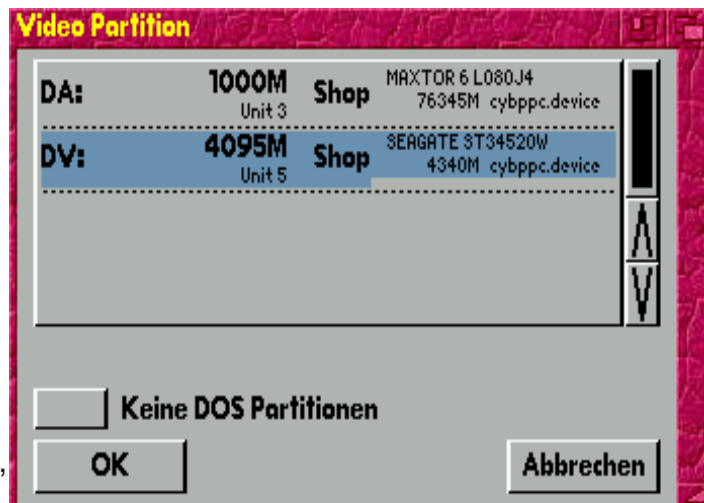 Video Partition
DA: 1000M Shop MAXTOR 6 L080J4
Unit 3 76345M cybppc.device
DV: 4095M Shop SEAGATE ST34520W
Unit 5 4340M cybppc.device
Keine DOS Partitionen
, OK Abbrechen